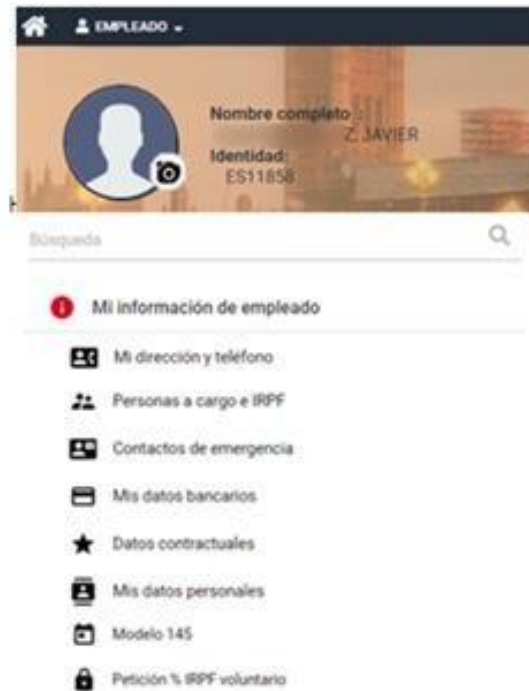 EMPLEADO
Nombre completo :
Z. JAVIER
Identidad:
ES11858
Búsqueda
Mi información de empleado
Mi dirección y teléfono
Personas a cargo e IRPF
Contactos de emergencia
Mis datos bancarios
Datos contractuales
Mis datos personales
Modelo 145
Petición % IRPF voluntario